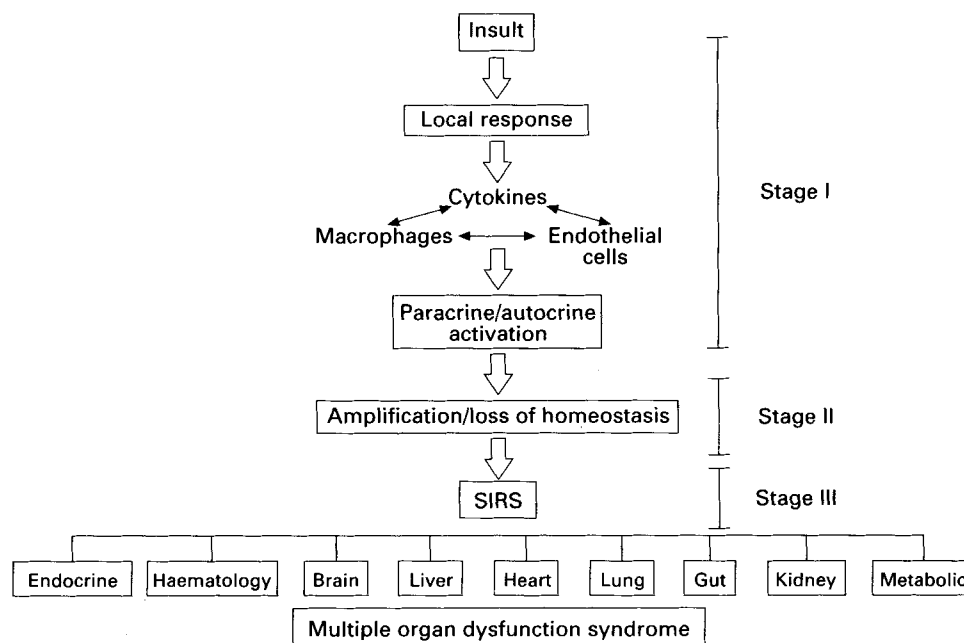 Insult
Local response
Cytokines
Macrophages
Endothelial
cells
Stage I
Paracrine/autocrine
activation
Amplification/loss of homeostasis
Stage II
SIRS
Stage III
Endocrine
Haematology
Brain
Liver
Heart
Lung
Gut
Kidney
Metabolic
Multiple organ dysfunction syndrome